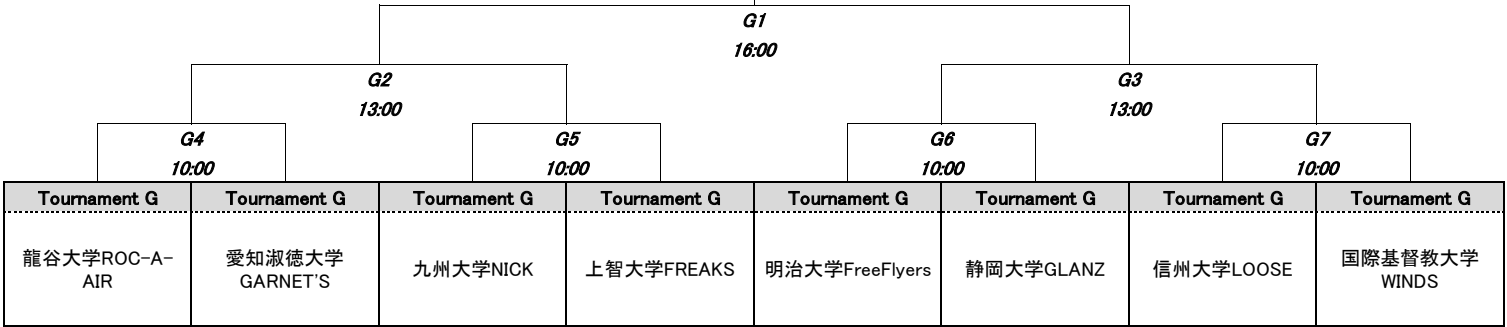 G1
16:00
G2
G3
13:00
13:00
G4
G5
G6
G7
10:00
10:00
10:00
10:00
Tournament G
Tournament G
Tournament G
Tournament G
Tournament G
Tournament G
Tournament G
Tournament G
龍谷大学ROC-A-
AIR
愛知淑徳大学
GARNET'S
九州大学NICK
上智大学FREAKS
明治大学FreeFlyers
静岡大学GLANZ
信州大学LOOSE
国際基督教大学
WINDS